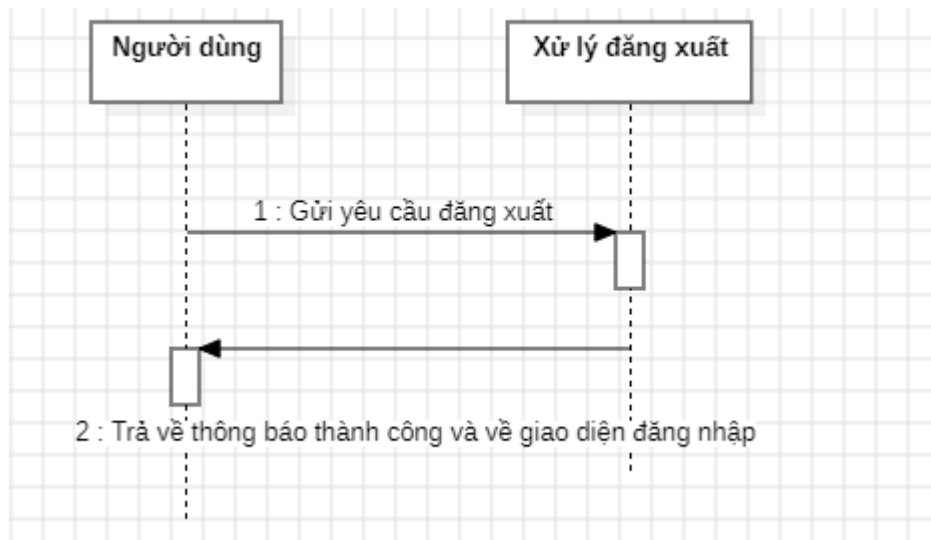 Người dùng
Xử lý đăng xuất
1 : Gửi yêu cầu đăng xuất
2 : Trả về thông báo thành công và về giao diện đăng nhập